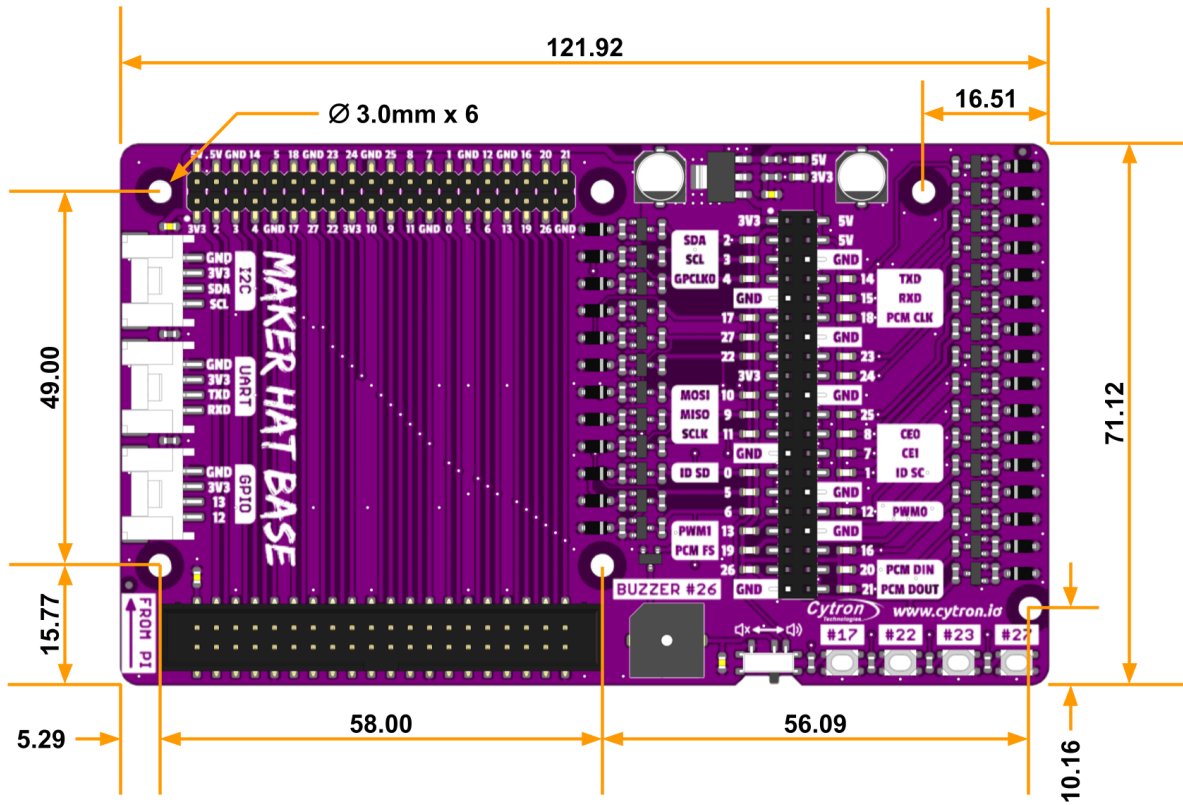 121.92
16.51
Ø 3.0mm x 6
5V 5V GND 14 5 18 GND 23 24 GND 25 8 7 1 GND 12 GND 16 20 21
3V3 2 3 4 GND 17 27 22 3V3 10 9 11 GND 0 5 6 13 19 26 GND
5V
3V3
3V3 5V
SDA 2 5V
SCL 3 GND
GPCLK0 4 14 TXD
GND 15 RXD
17 18 PCM CLK
27 GND
22 23
3V3 24
MOSI 10 GND
MISO 9 25
SCLK 11 8 CE0
GND 7 CE1
ID SD 0 1 ID SC
5 GND
6 12 PWM0
PWM1 13 GND
PCM FS 19 16
26 20 PCM DIN
GND 21 PCM DOUT
GND
3V3
SDA
SCL
I2C
GND
3V3
TXD
RXD
UART
GND
3V3
13
12
GPIO
MAKER HAT BASE
49.00
71.12
15.77
FROM PI
BUZZER #26
Cytron
Technologies
www.cytron.io
#17 #22 #23 #27
5.29
58.00
56.09
10.16